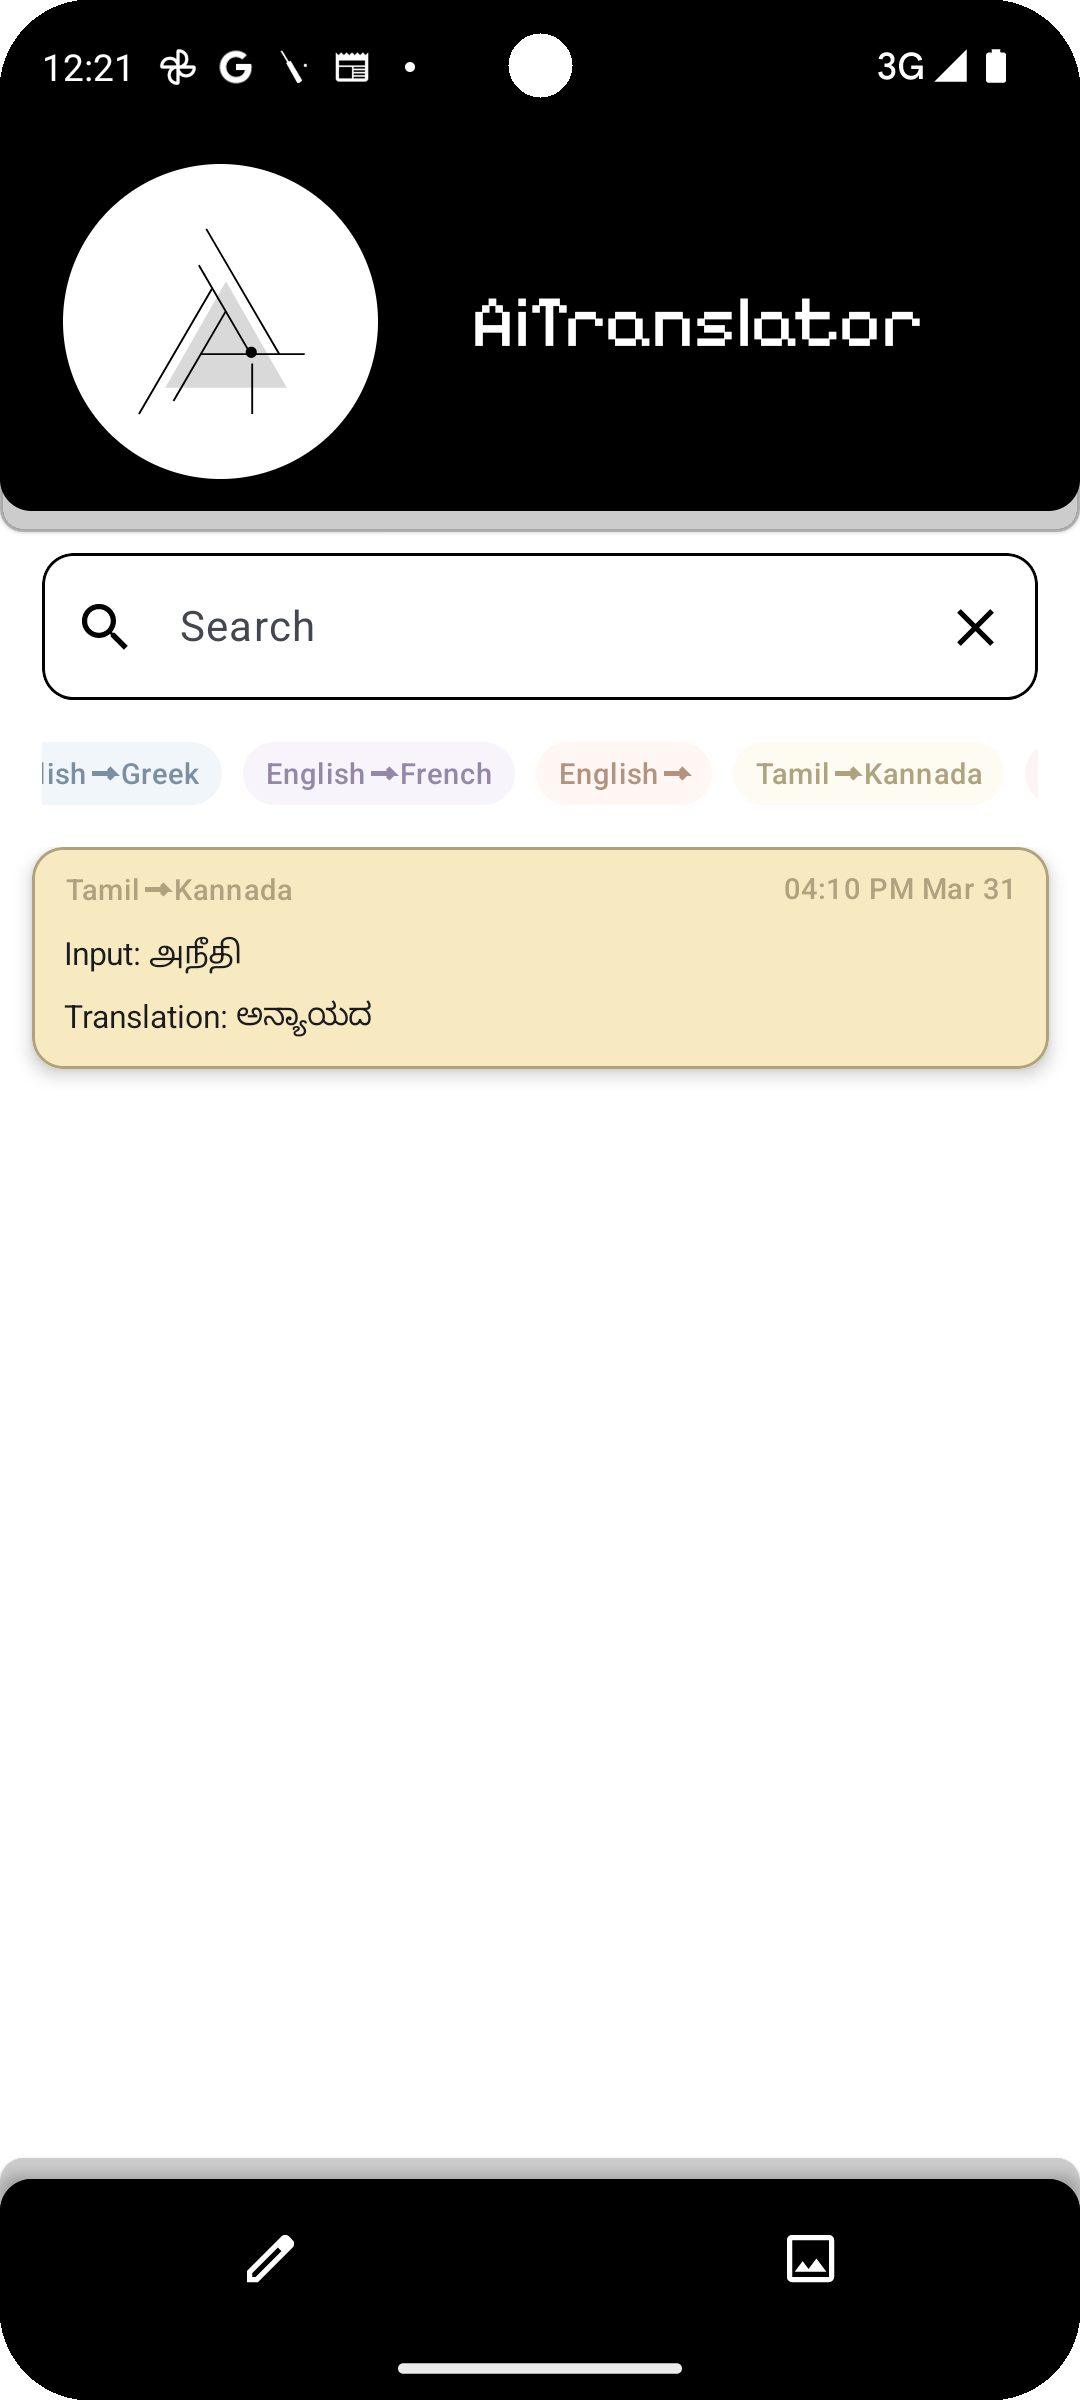 12:21
3G
AiTranslator
Search
lish→Greek
English→French
English→
Tamil→Kannada
Tamil→Kannada
04:10 PM Mar 31
Input: அநீதி
Translation: ಅನ್ಯಾಯದ